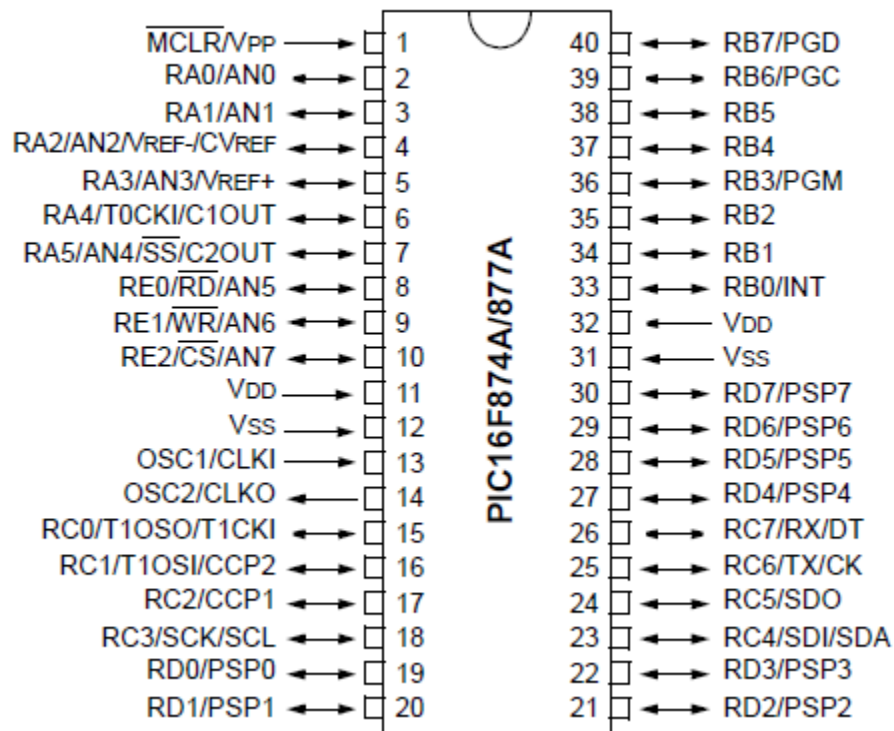 MCLR/VPP 1 40 RB7/PGD
RA0/AN0 2 39 RB6/PGC
RA1/AN1 3 38 RB5
RA2/AN2/VREF-/CVREF 4 37 RB4
RA3/AN3/VREF+ 5 36 RB3/PGM
RA4/T0CKI/C1OUT 6 35 RB2
RA5/AN4/SS/C2OUT 7 34 RB1
RE0/RD/AN5 8 33 RB0/INT
RE1/WR/AN6 9 32 VDD
RE2/CS/AN7 10 31 VSS
VDD 11 30 RD7/PSP7
VSS 12 29 RD6/PSP6
OSC1/CLKI 13 28 RD5/PSP5
OSC2/CLKO 14 27 RD4/PSP4
RC0/T1OSO/T1CKI 15 26 RC7/RX/DT
RC1/T1OSI/CCP2 16 25 RC6/TX/CK
RC2/CCP1 17 24 RC5/SDO
RC3/SCK/SCL 18 23 RC4/SDI/SDA
RD0/PSP0 19 22 RD3/PSP3
RD1/PSP1 20 21 RD2/PSP2
PIC16F874A/877A